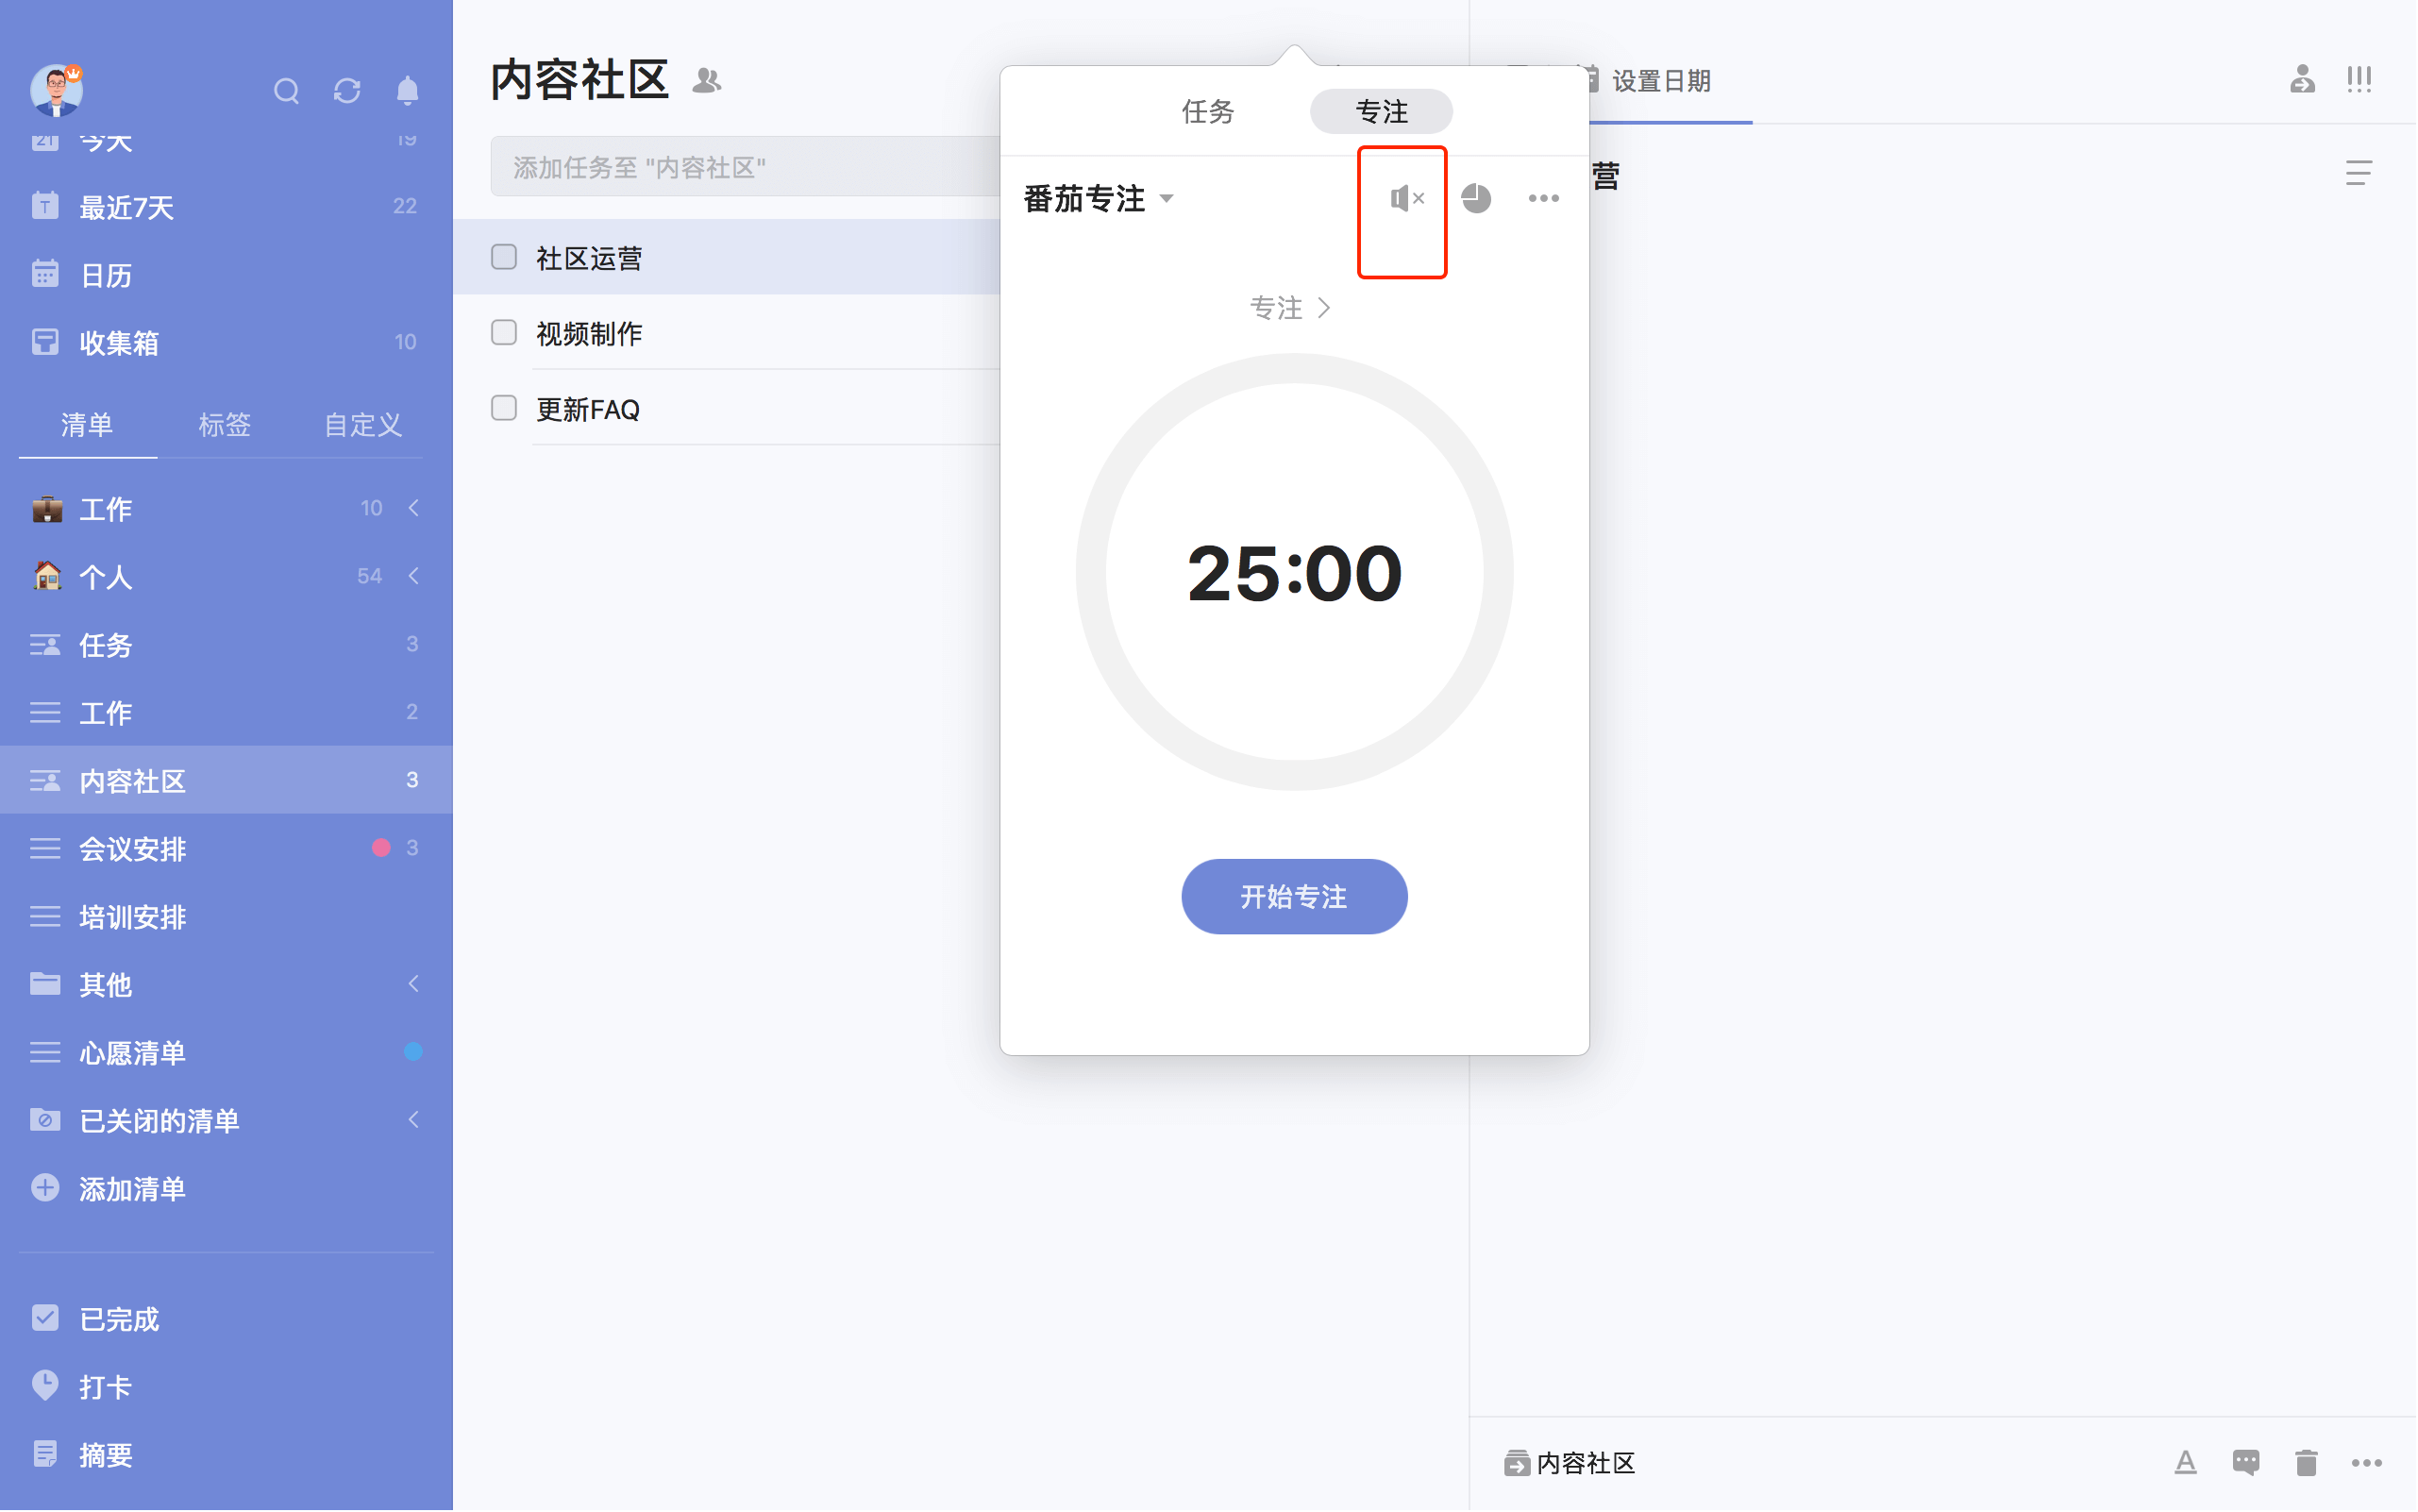 今天 19
最近7天 22
日历
收集箱 10
清单 标签 自定义
工作 10
个人 54
任务 3
工作 2
内容社区 3
会议安排 3
培训安排
其他
心愿清单
已关闭的清单
添加清单
已完成
打卡
摘要
内容社区
添加任务至 "内容社区"
社区运营
视频制作
更新FAQ
任务 专注
番茄专注
专注
25:00
开始专注
设置日期
营
内容社区